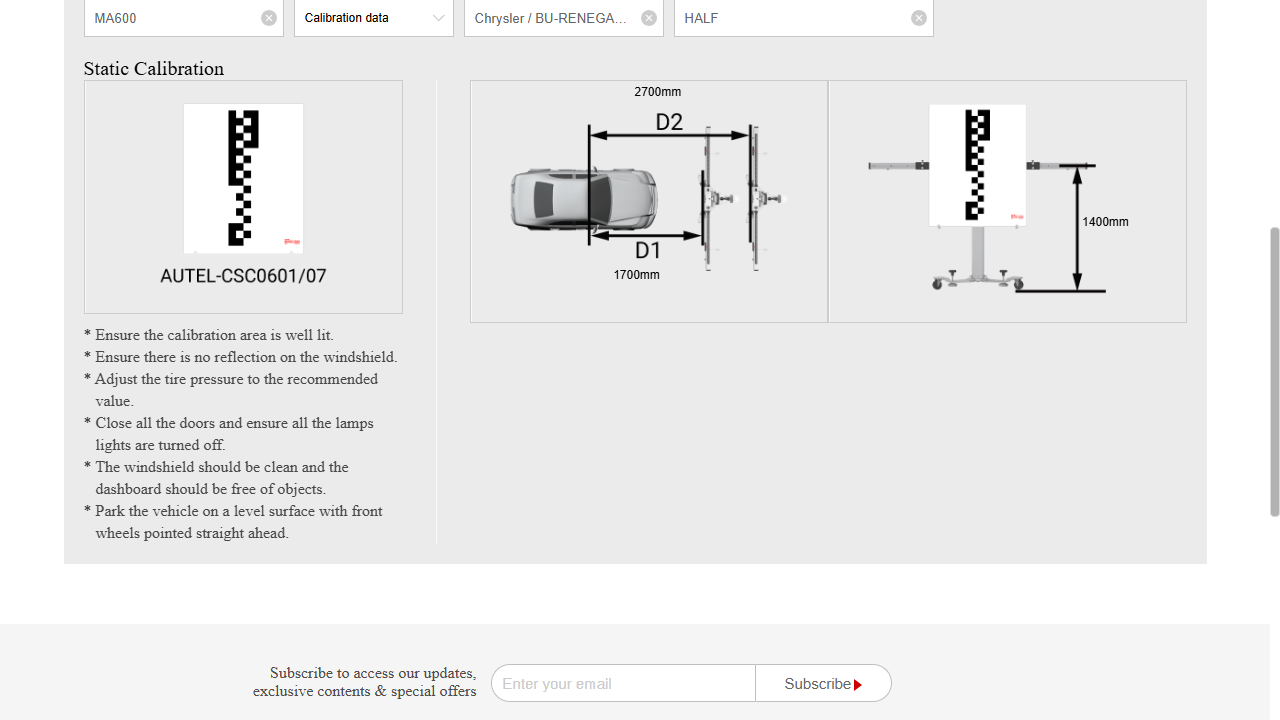 MA600
Calibration data
Chrysler / BU-RENEGA...
HALF
Static Calibration
AUTEL-CSC0601/07
2700mm
D2
D1
1700mm
1400mm
* Ensure the calibration area is well lit.
* Ensure there is no reflection on the windshield.
* Adjust the tire pressure to the recommended
value.
* Close all the doors and ensure all the lamps
lights are turned off.
* The windshield should be clean and the
dashboard should be free of objects.
* Park the vehicle on a level surface with front
wheels pointed straight ahead.
Subscribe to access our updates,
exclusive contents & special offers
Enter your email
Subscribe